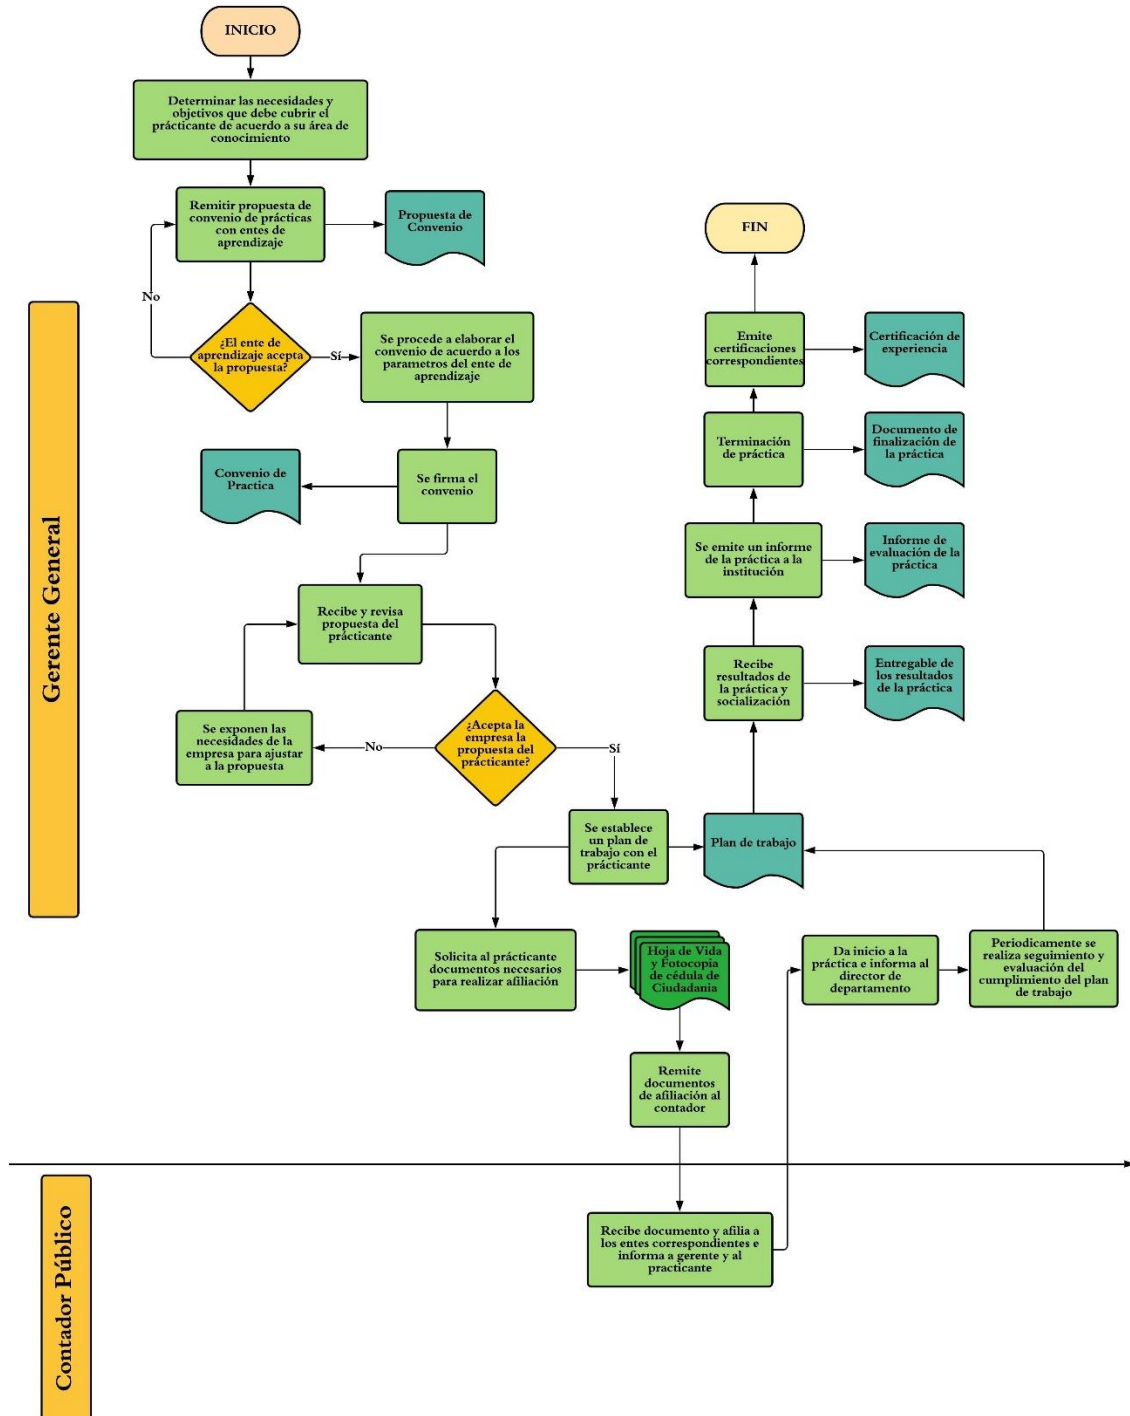 INICIO
Determinar las necesidades y
objetivos que debe cubrir el
prácticante de acuerdo a su área de
conocimiento
Remitir propuesta de
convenio de prácticas
con entes de
aprendizaje
Propuesta de
Convenio
No
¿El ente de
aprendizaje acepta
la propuesta?
Sí
Se procede a elaborar el
convenio de acuerdo a los
parametros del ente de
aprendizaje
Convenio de
Practica
Se firma el
convenio
Recibe y revisa
propuesta del
prácticante
Se exponen las
necesidades de la
empresa para ajustar
a la propuesta
No
¿Acepta la
empresa la
propuesta del
prácticante?
Sí
Se establece
un plan de
trabajo con el
prácticante
Plan de trabajo
Solicita al prácticante
documentos necesarios
para realizar afiliación
Hoja de Vida
y Fotocopia
de cédula de
Ciudadania
Remite
documentos
de afiliación al
contador
Recibe documento y afilia a
los entes correspondientes e
informa a gerente y al
practicante
Da inicio a la
práctica e informa al
director de
departamento
Periodicamente se
realiza seguimiento y
evaluación del
cumplimiento del plan
de trabajo
Recibe
resultados de
la práctica y
socialización
Entregable de
los resultados
de la práctica
Se emite un informe
de la práctica a la
institución
Informe de
evaluación de la
práctica
Terminación
de práctica
Documento de
finalización de
la práctica
Emite
certificaciones
correspondientes
Certificación de
experiencia
FIN
Gerente General
Contador Público